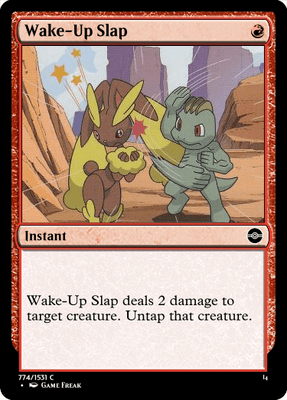 Wake-Up Slap
Instant
Wake-Up Slap deals 2 damage to
target creature. Untap that creature.
774/1531 C
Game Freak